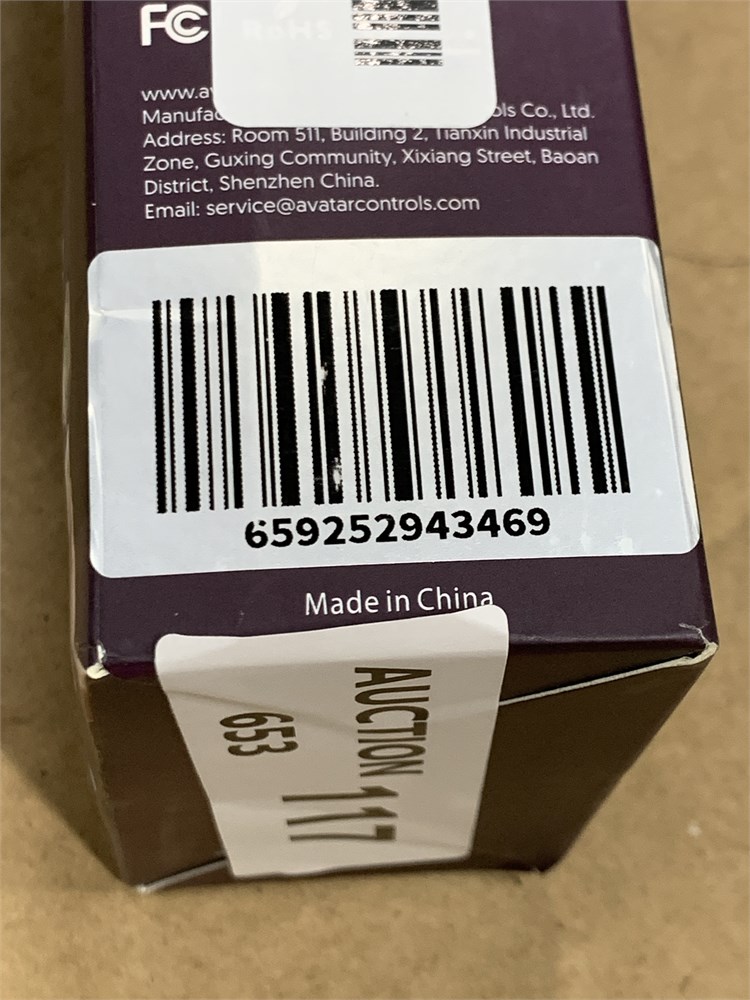 FC
RoHS
www.a
Manufac ols Co., Ltd.
Address: Room 511, Building 2, Tianxin Industrial
Zone, Guxing Community, Xixiang Street, Baoan
District, Shenzhen China.
Email: service@avatarcontrols.com
659252943469
Made in China
AUCTION 117
653